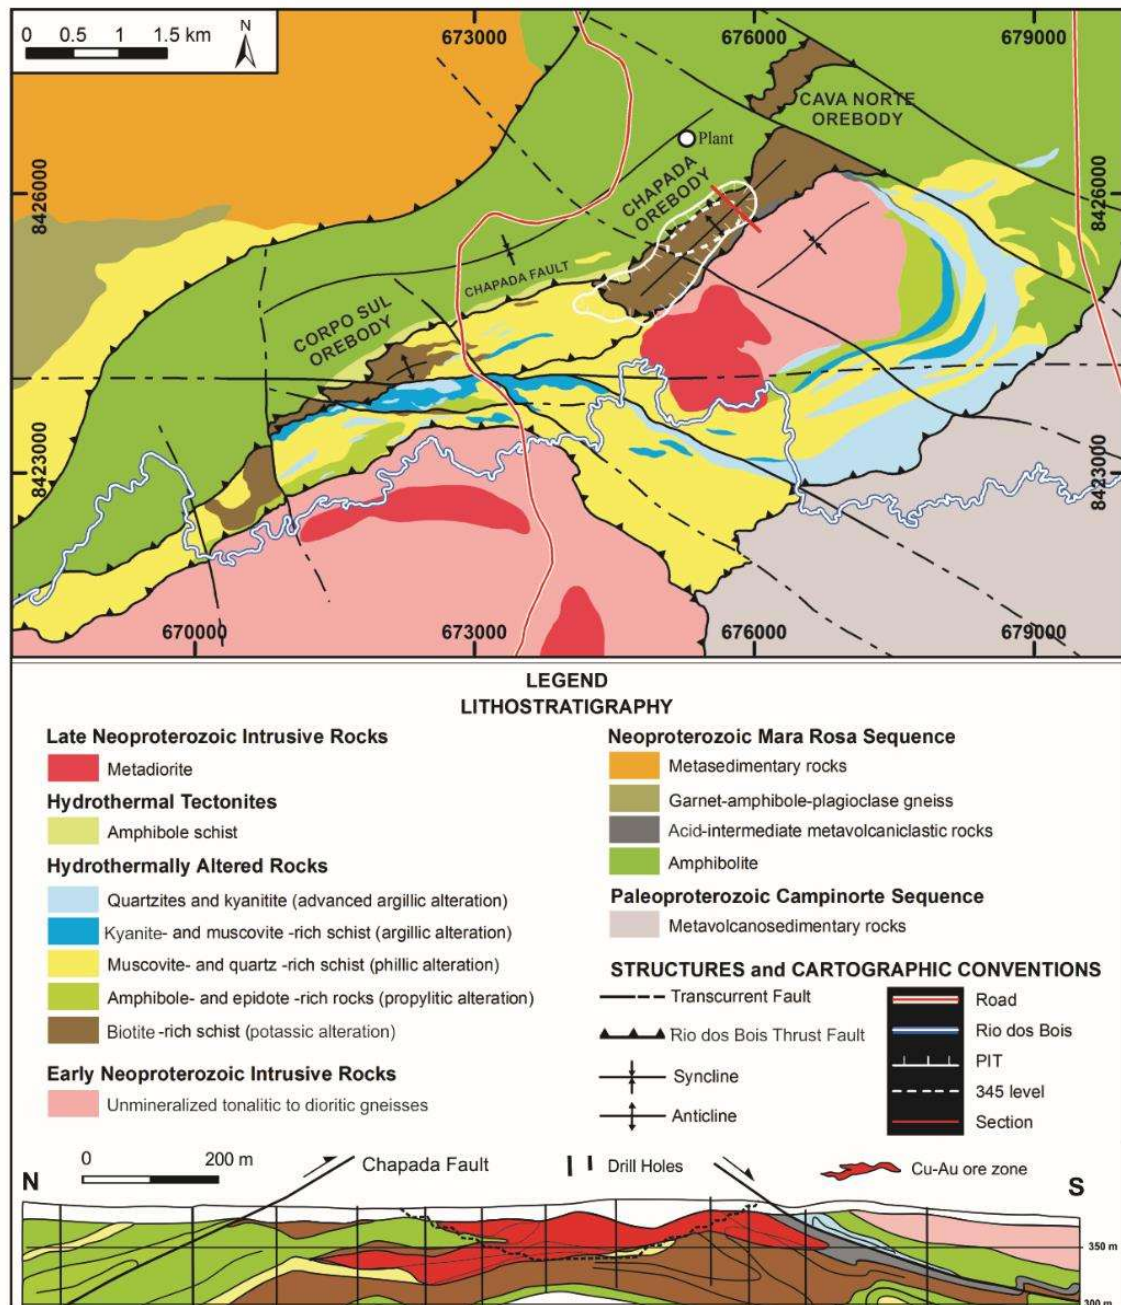 0 0.5 1 1.5 km
N
673000
676000
679000
CAVA NORTE
OREBODY
Plant
CHAPADA
OREBODY
8426000
8426000
CHAPADA FAULT
CORPO SUL
OREBODY
8423000
8423000
670000
673000
676000
679000
LEGEND
LITHOSTRATIGRAPHY
Late Neoproterozoic Intrusive Rocks
Metadiorite
Hydrothermal Tectonites
Amphibole schist
Hydrothermally Altered Rocks
Quartzites and kyanitite (advanced argillic alteration)
Kyanite- and muscovite -rich schist (argillic alteration)
Muscovite- and quartz -rich schist (phillic alteration)
Amphibole- and epidote -rich rocks (propylitic alteration)
Biotite -rich schist (potassic alteration)
Early Neoproterozoic Intrusive Rocks
Unmineralized tonalitic to dioritic gneisses
Neoproterozoic Mara Rosa Sequence
Metasedimentary rocks
Garnet-amphibole-plagioclase gneiss
Acid-intermediate metavolcaniclastic rocks
Amphibolite
Paleoproterozoic Campinorte Sequence
Metavolcanosedimentary rocks
STRUCTURES and CARTOGRAPHIC CONVENTIONS
Transcurrent Fault
Rio dos Bois Thrust Fault
Syncline
Anticline
Road
Rio dos Bois
PIT
345 level
Section
0 200 m
Chapada Fault
Drill Holes
Cu-Au ore zone
N
S
350 m
300 m